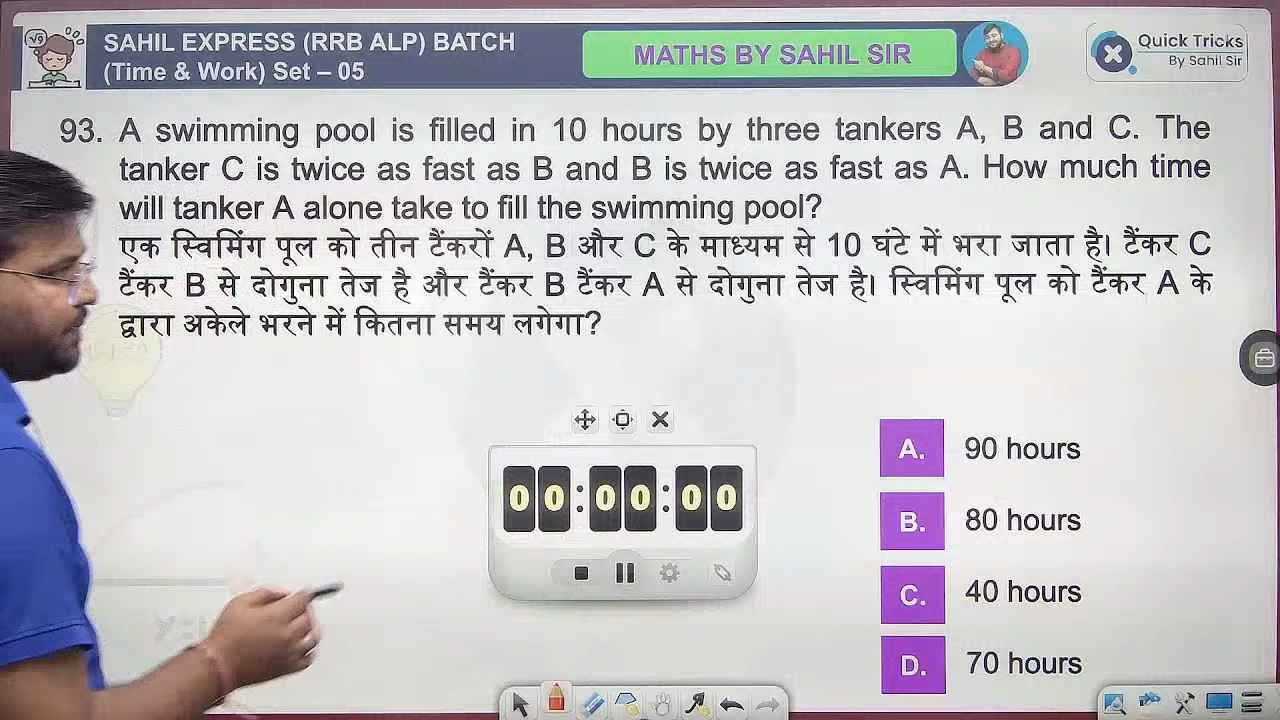 SAHIL EXPRESS (RRB ALP) BATCH
(Time & Work) Set – 05
MATHS BY SAHIL SIR
Quick Tricks
By Sahil Sir
93. A swimming pool is filled in 10 hours by three tankers A, B and C. The
tanker C is twice as fast as B and B is twice as fast as A. How much time
will tanker A alone take to fill the swimming pool?
एक स्विमिंग पूल को तीन टैंकरों A, B और C के माध्यम से 10 घंटे में भरा जाता है। टैंकर C
टैंकर B से दोगुना तेज है और टैंकर B टैंकर A से दोगुना तेज है। स्विमिंग पूल को टैंकर A के
द्वारा अकेले भरने में कितना समय लगेगा?
00:00:00
A. 90 hours
B. 80 hours
C. 40 hours
D. 70 hours